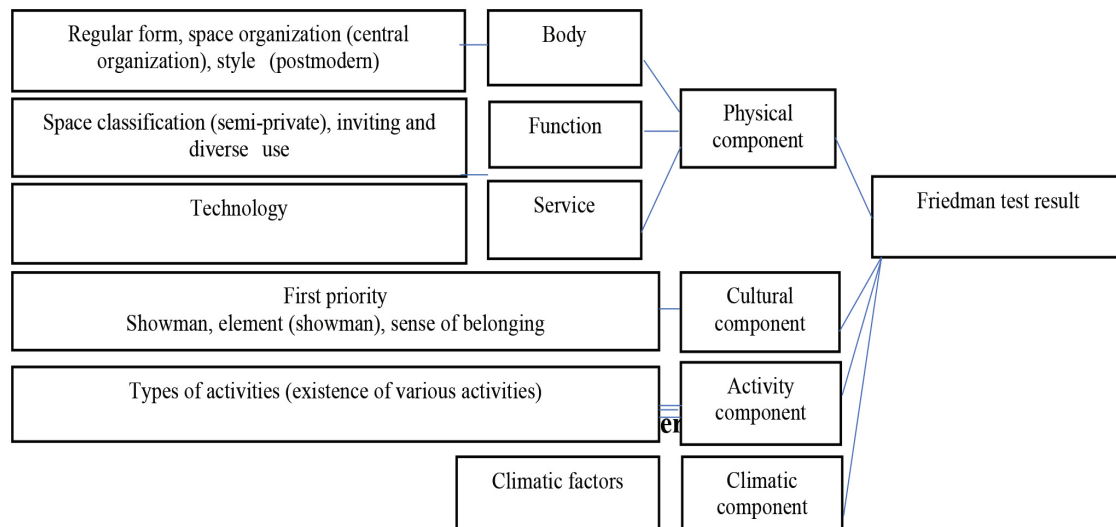 Regular form, space organization (central
organization), style (postmodern)
Body
Space classification (semi-private), inviting and
diverse use
Function
Physical
component
Technology
Service
Friedman test result
First priority
Showman, element (showman), sense of belonging
Cultural
component
Types of activities (existence of various activities)
Activity
component
Climatic factors
Climatic
component